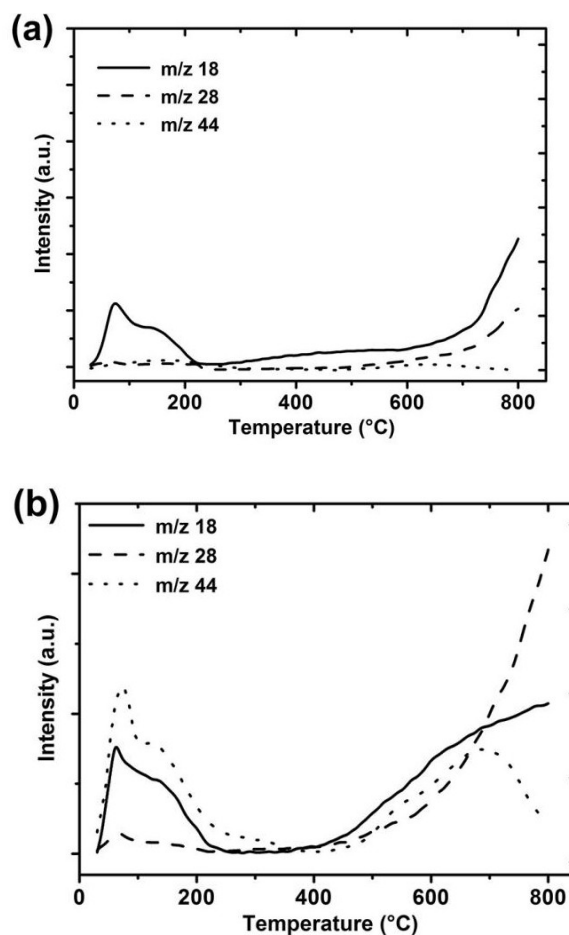 (a)
m/z 18
m/z 28
m/z 44
Intensity (a.u.)
0 200 400 600 800
Temperature (°C)
(b)
m/z 18
m/z 28
m/z 44
Intensity (a.u.)
0 200 400 600 800
Temperature (°C)